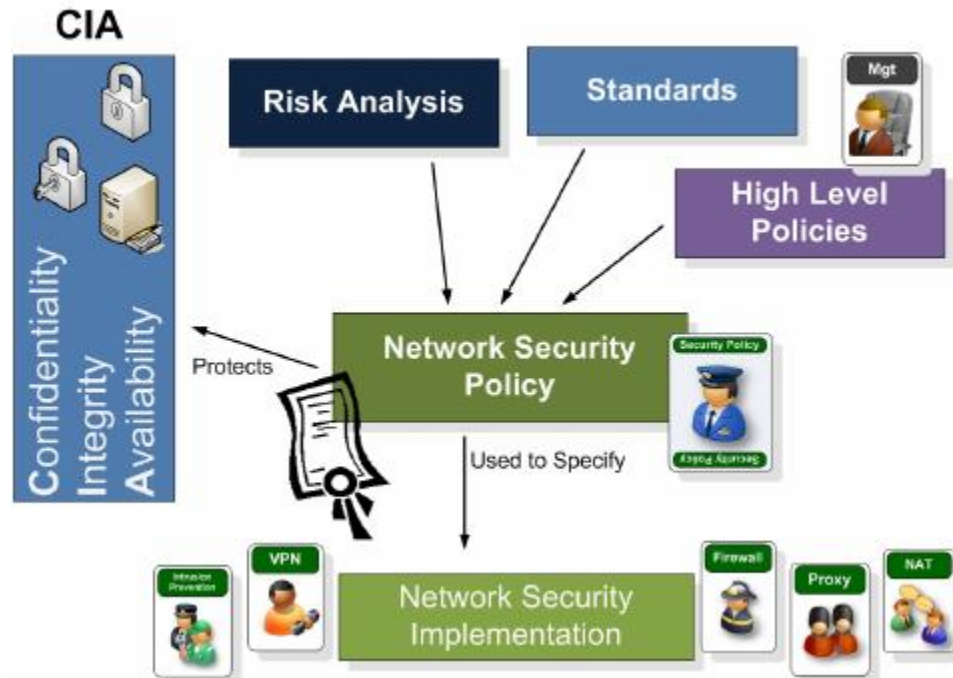 CIA
Confidentiality
Integrity
Availability
Risk Analysis
Standards
Mgt
High Level
Policies
Protects
Network Security
Policy
Security Policy
Security Policy
Used to Specify
Intrusion
Prevention
VPN
Network Security
Implementation
Firewall
Proxy
NAT